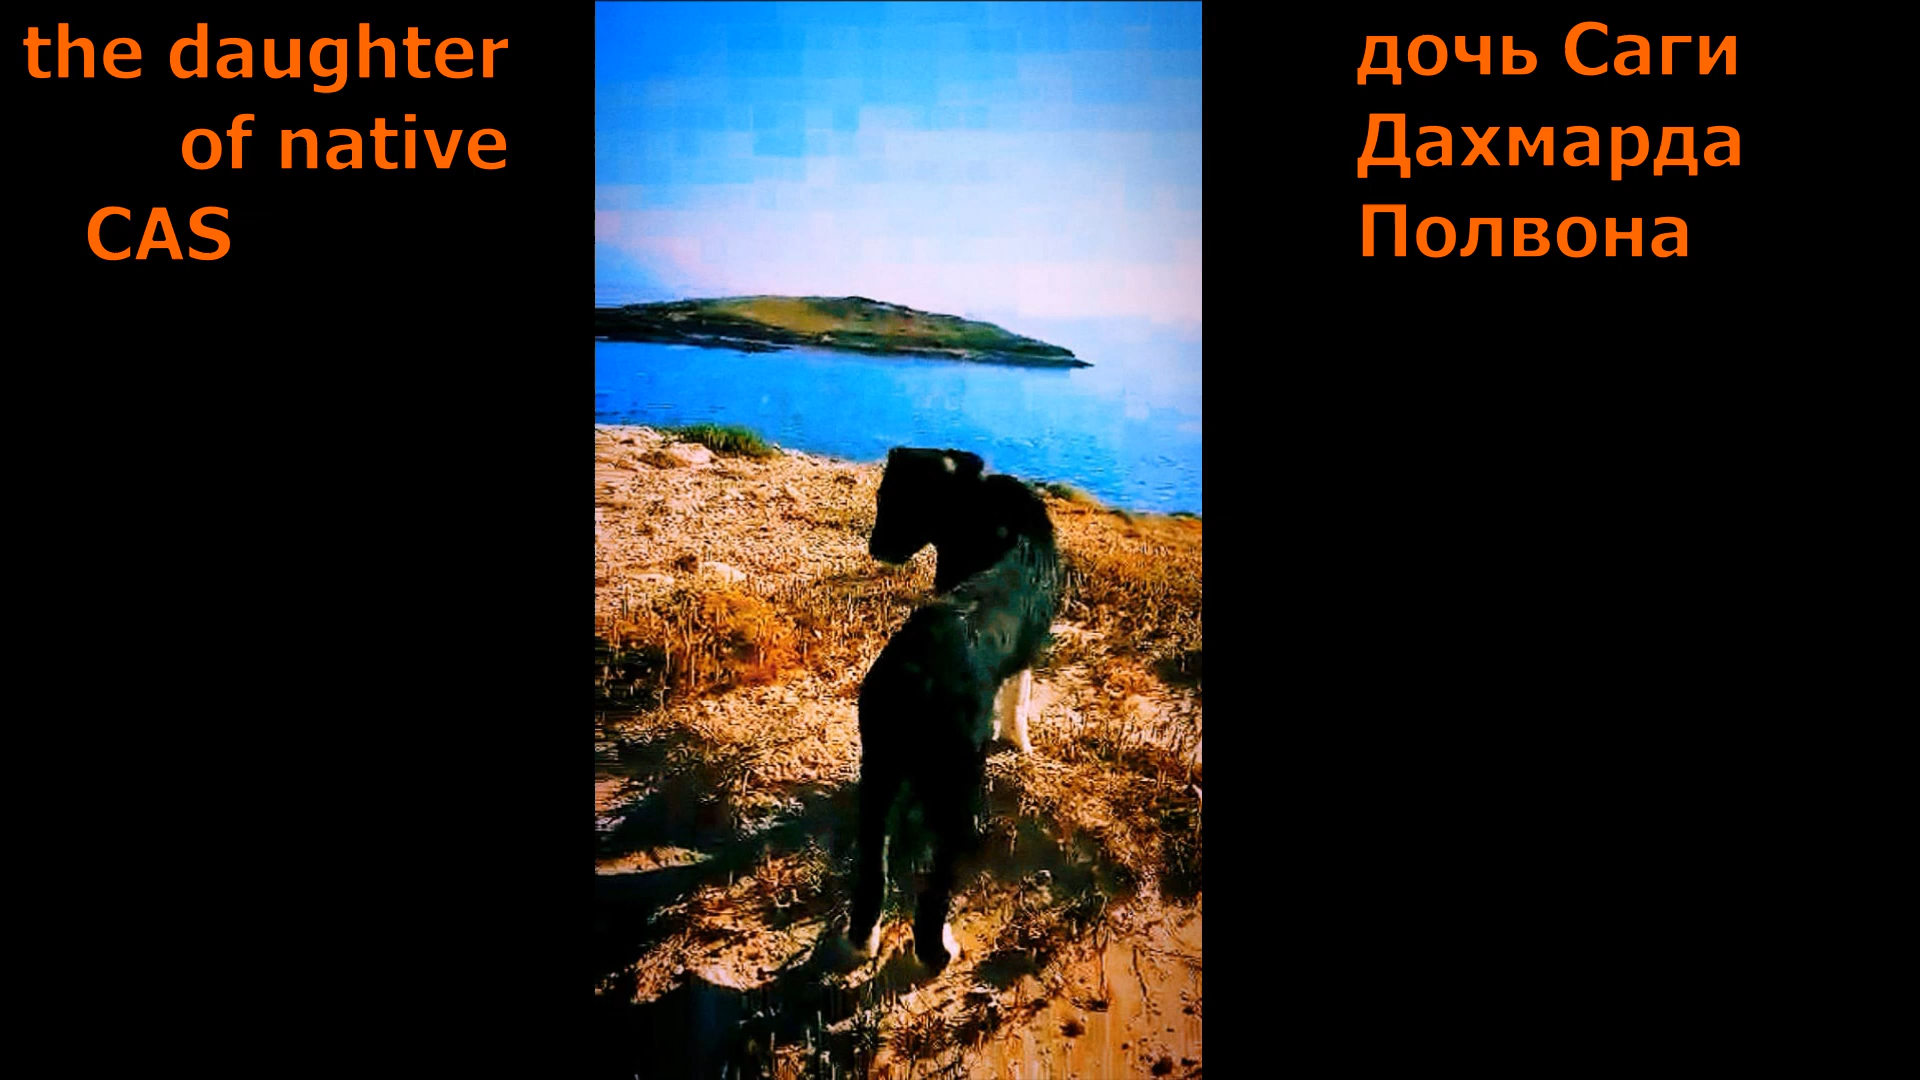 the daughter
of native
CAS
дочь Саги
Дахмарда
Полвона